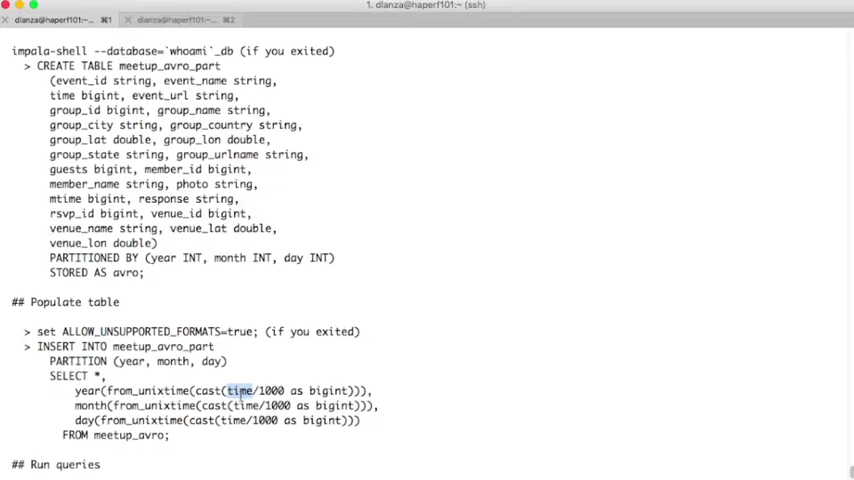 1. dlanza@haperf101:~ (ssh)
dlanza@haperf101:~... ⌘1
dlanza@haperf101:~... ⌘2
impala-shell --database=`whoami`_db (if you exited)
> CREATE TABLE meetup_avro_part
(event_id string, event_name string,
time bigint, event_url string,
group_id bigint, group_name string,
group_city string, group_country string,
group_lat double, group_lon double,
group_state string, group_urlname string,
guests bigint, member_id bigint,
member_name string, photo string,
mtime bigint, response string,
rsvp_id bigint, venue_id bigint,
venue_name string, venue_lat double,
venue_lon double)
PARTITIONED BY (year INT, month INT, day INT)
STORED AS avro;
## Populate table
> set ALLOW_UNSUPPORTED_FORMATS=true; (if you exited)
> INSERT INTO meetup_avro_part
PARTITION (year, month, day)
SELECT *,
year(from_unixtime(cast(time/1000 as bigint))),
month(from_unixtime(cast(time/1000 as bigint))),
day(from_unixtime(cast(time/1000 as bigint)))
FROM meetup_avro;
## Run queries